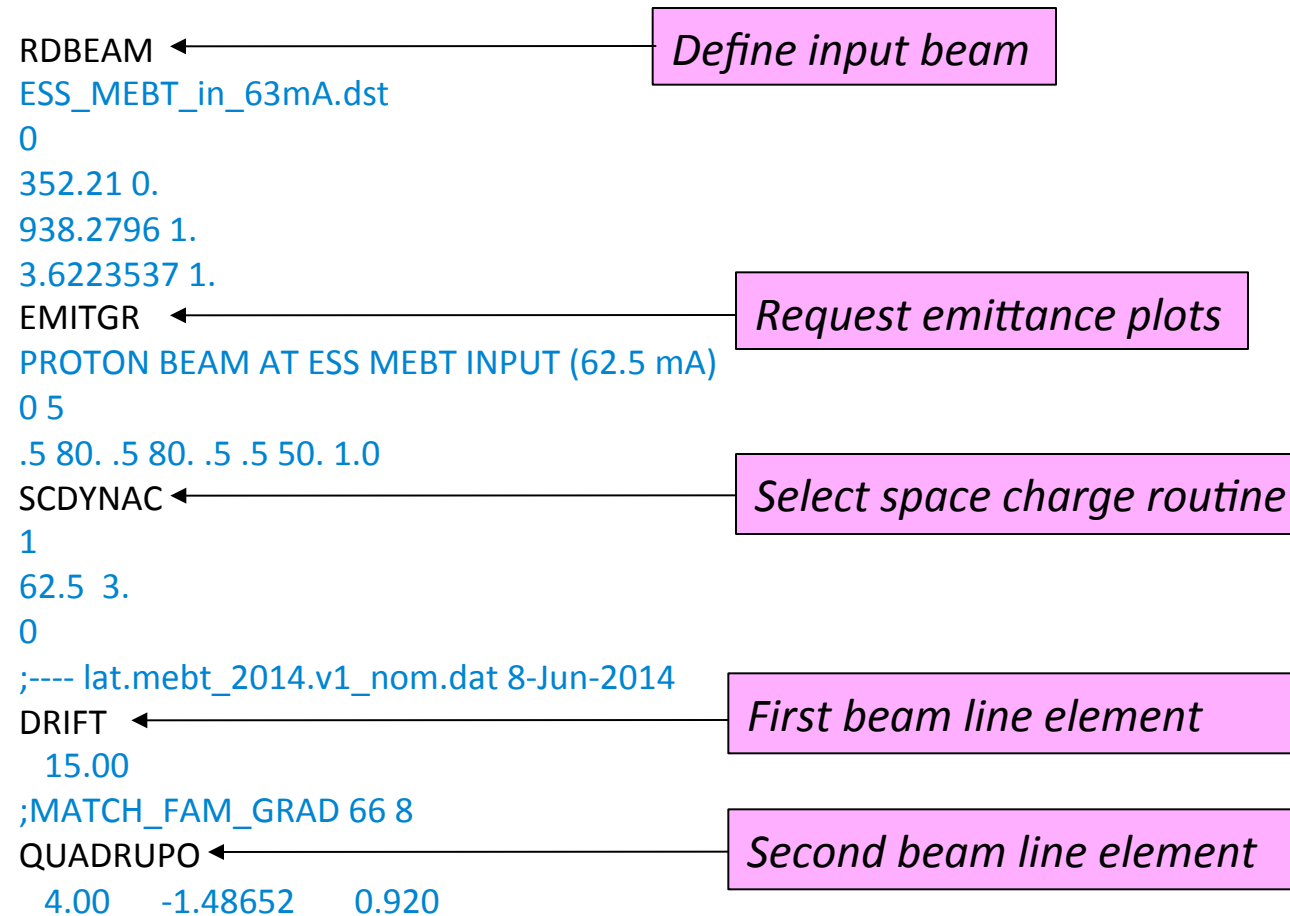 RDBEAM
Define input beam
ESS_MEBT_in_63mA.dst
0
352.21 0.
938.2796 1.
3.6223537 1.
EMITGR
Request emittance plots
PROTON BEAM AT ESS MEBT INPUT (62.5 mA)
0 5
.5 80. .5 80. .5 .5 50. 1.0
SCDYNAC
Select space charge routine
1
62.5 3.
0
;---- lat.mebt_2014.v1_nom.dat 8-Jun-2014
DRIFT
First beam line element
15.00
;MATCH_FAM_GRAD 66 8
QUADRUPO
Second beam line element
4.00 -1.48652 0.920